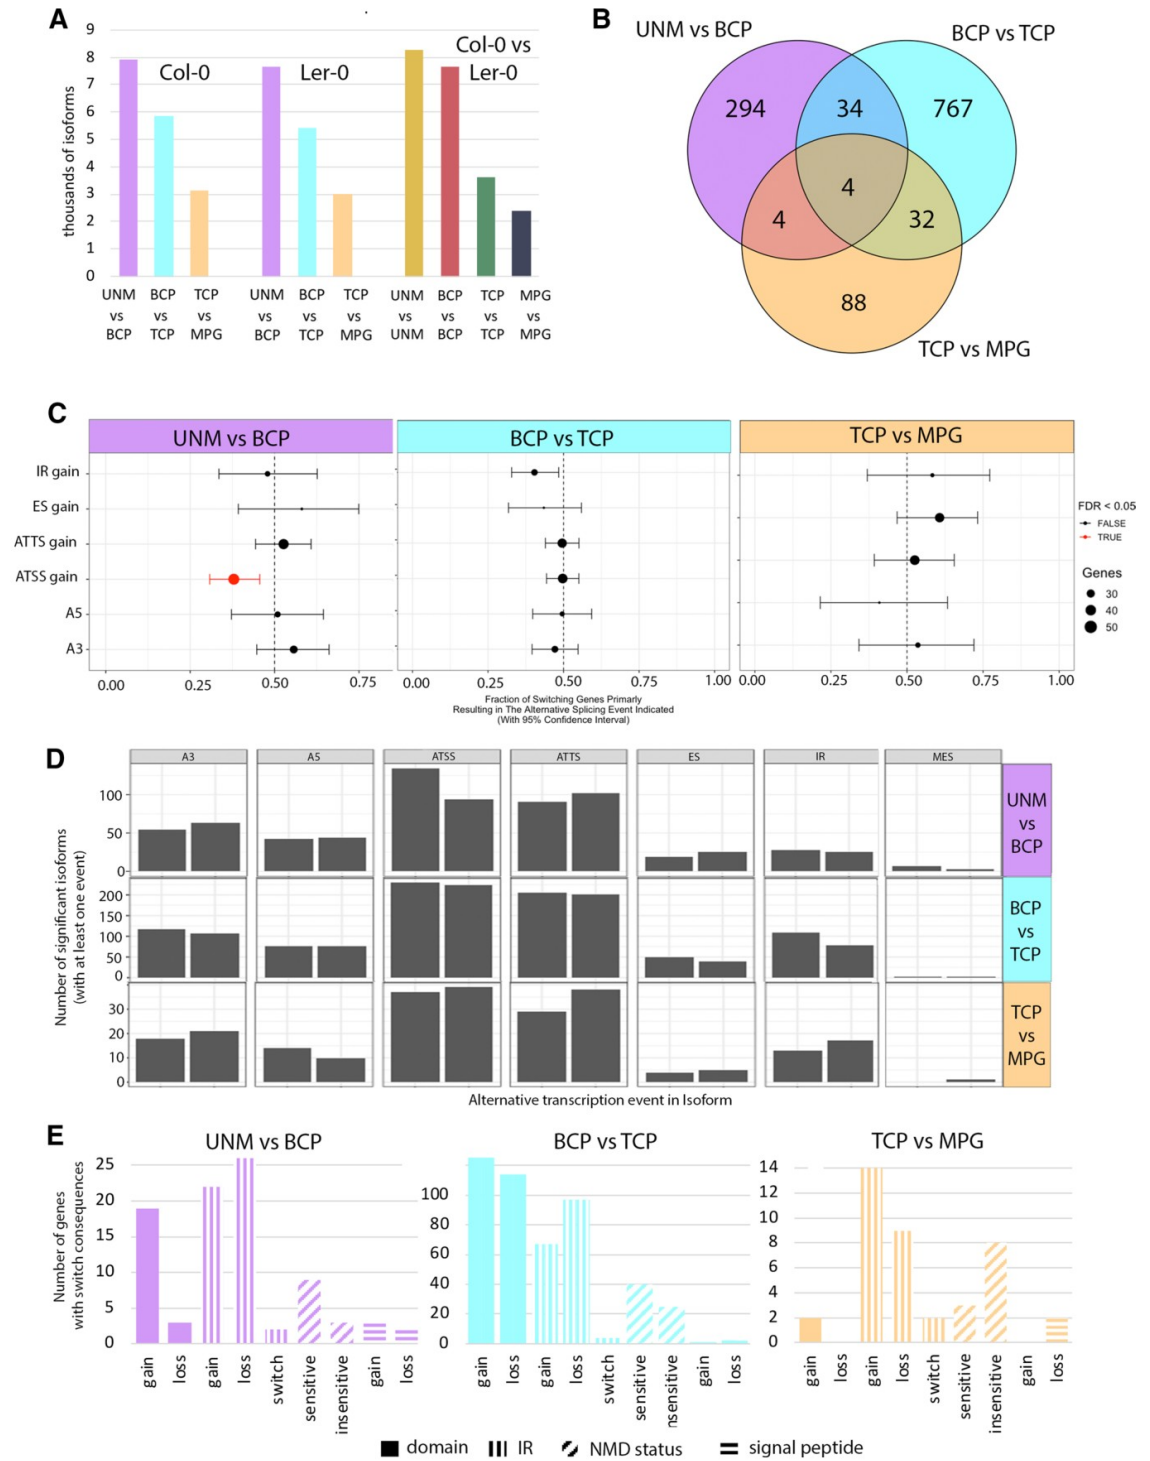 A
9
8
7
6
5
4
3
2
1
0
thousands of isoforms
Col-0
Ler-0
Col-0 vs
Ler-0
UNM
vs
BCP
BCP
vs
TCP
TCP
vs
MPG
UNM
vs
BCP
BCP
vs
TCP
TCP
vs
MPG
UNM
vs
UNM
BCP
vs
BCP
TCP
vs
TCP
MPG
vs
MPG
B
UNM vs BCP
BCP vs TCP
294
34
767
4
4
32
88
TCP vs MPG
C
UNM vs BCP
BCP vs TCP
TCP vs MPG
IR gain
ES gain
ATTS gain
ATSS gain
A5
A3
0.00
0.25
0.50
0.75
0.00
0.25
0.50
0.75
1.00
0.00
0.25
0.50
0.75
1.00
Fraction of Switching Genes Primarily
Resulting in The Alternative Splicing Event Indicated
(With 95% Confidence Interval)
FDR < 0.05
FALSE
TRUE
Genes
30
40
50
D
A3
A5
ATSS
ATTS
ES
IR
MES
Number of significant isoforms
(with at least one event)
100
50
0
200
150
100
50
0
30
20
10
0
UNM
vs
BCP
BCP
vs
TCP
TCP
vs
MPG
Alternative transcription event in Isoform
E
UNM vs BCP
BCP vs TCP
TCP vs MPG
Number of genes
with switch consequences
25
20
15
10
5
0
gain
loss
gain
loss
switch
sensitive
insensitive
gain
loss
100
80
60
40
20
0
gain
loss
gain
loss
switch
sensitive
nsensitive
gain
loss
14
12
10
8
6
4
2
0
gain
loss
gain
loss
switch
sensitive
insensitive
gain
loss
domain
IR
NMD status
signal peptide